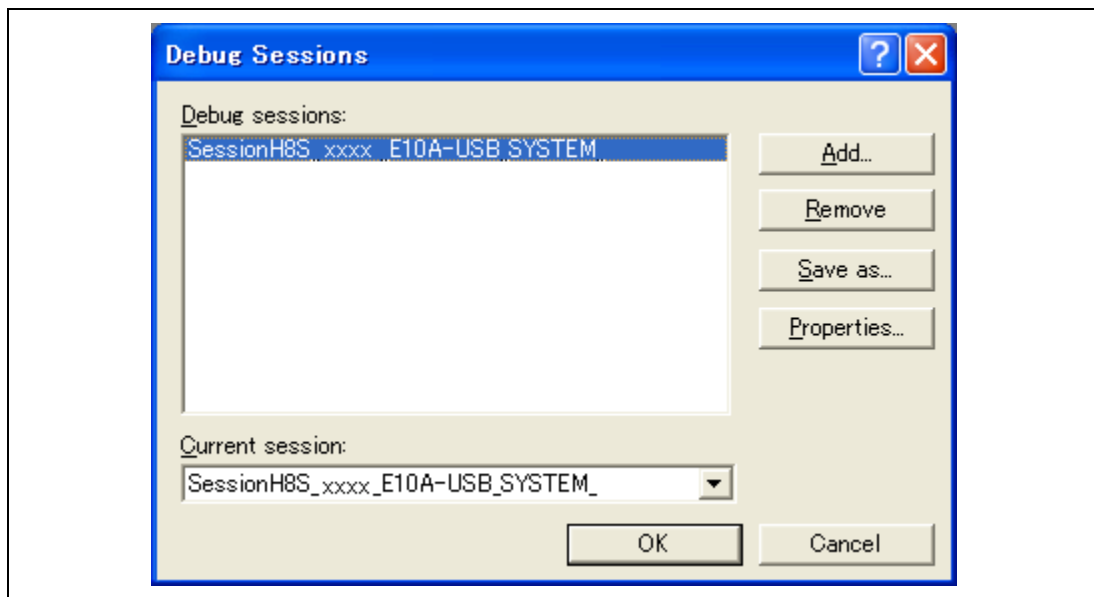 Debug Sessions
Debug sessions:
SessionH8S_xxxx_E10A-USB_SYSTEM_
Add...
Remove
Save as...
Properties...
Current session:
SessionH8S_xxxx_E10A-USB_SYSTEM_
OK
Cancel